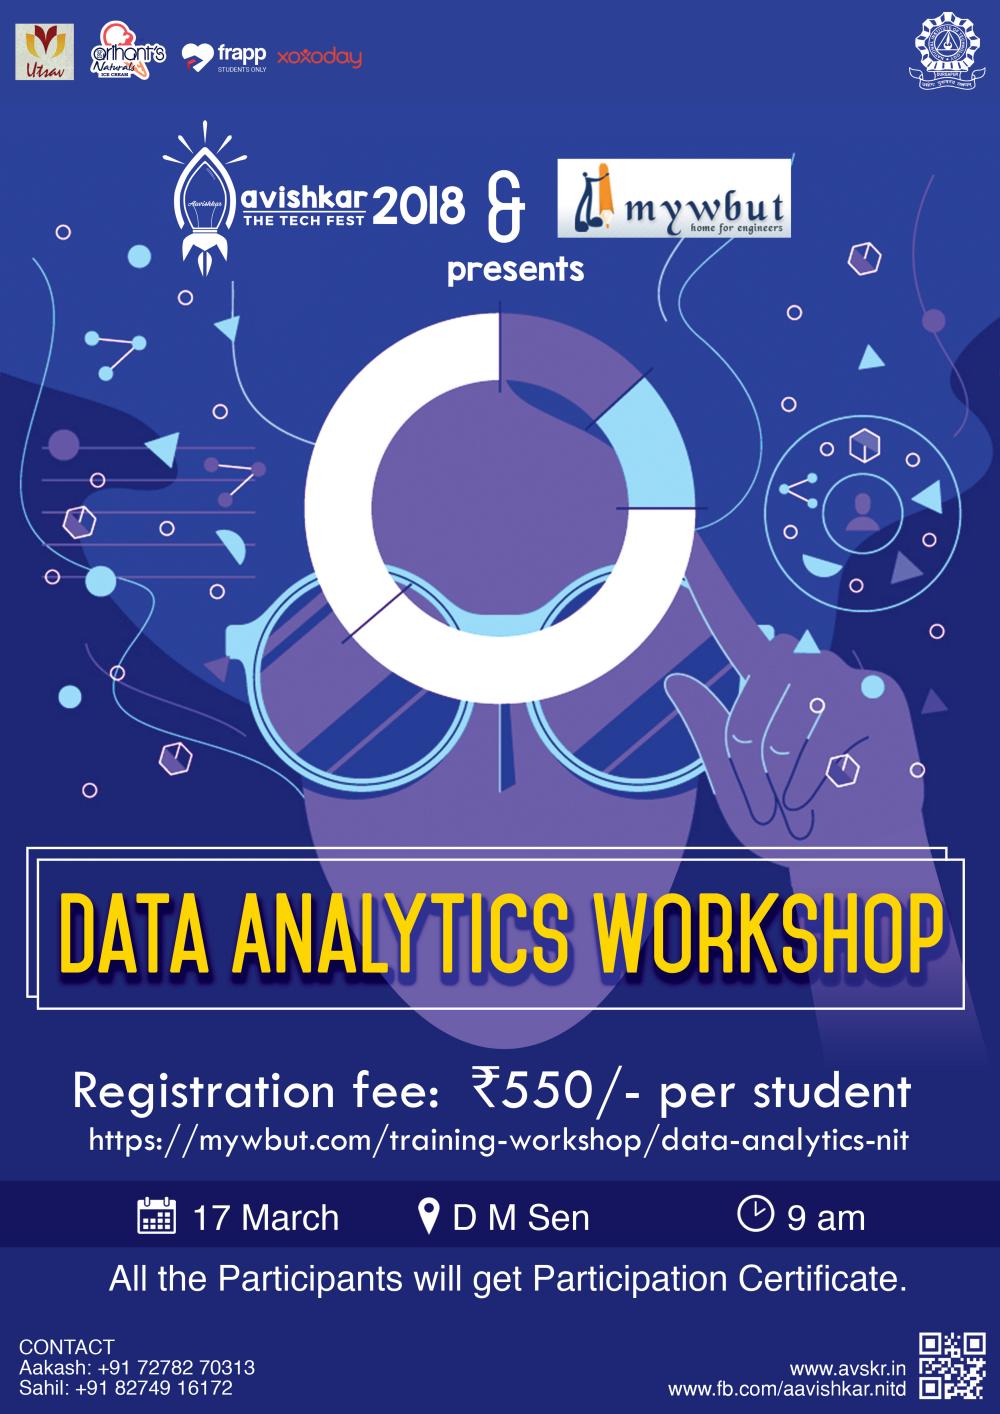 Utsav
arihant's
Naturals
ICE CREAM
frapp
STUDENTS ONLY
xoxoday
DURGAPUR
Aavishkar
avishkar 2018 &
THE TECH FEST
mywbut
home for engineers
presents
DATA ANALYTICS WORKSHOP
Registration fee: ₹550/- per student
https://mywbut.com/training-workshop/data-analytics-nit
17 March
D M Sen
9 am
All the Participants will get Participation Certificate.
CONTACT
Aakash: +91 72782 70313
Sahil: +91 82749 16172
www.avskr.in
www.fb.com/aavishkar.nitd